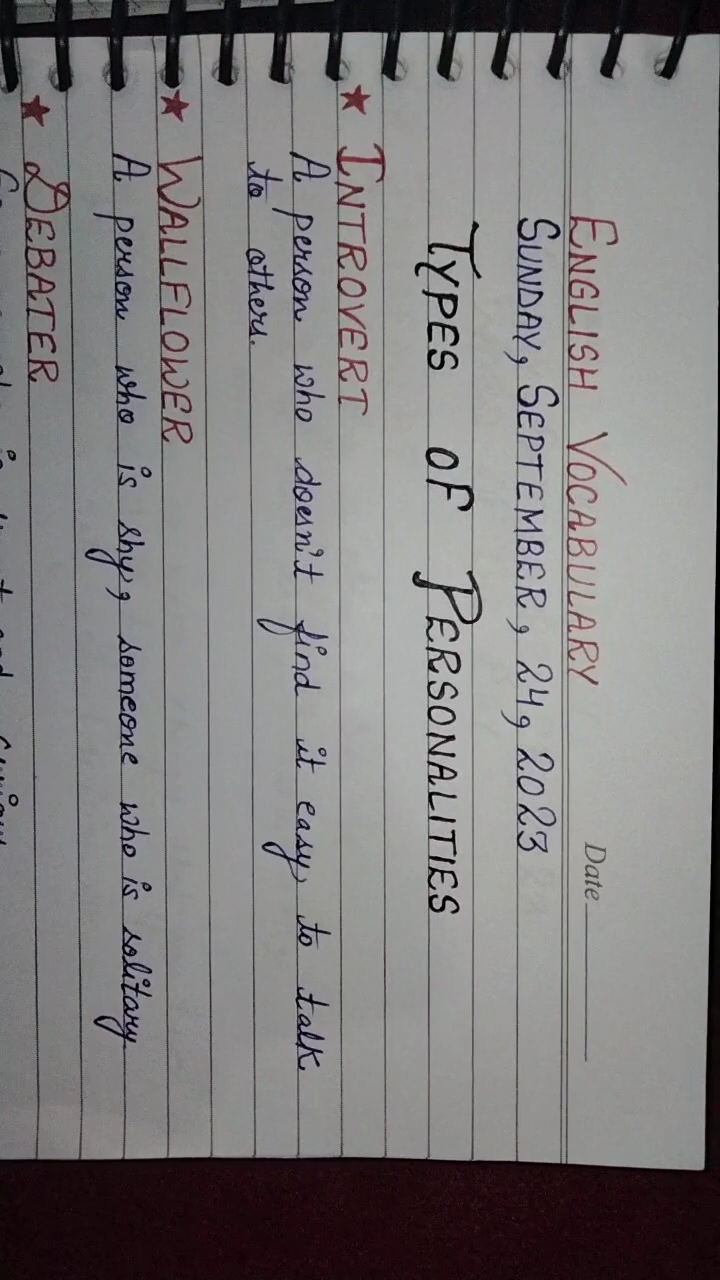 ENGLISH VOCABULARY
Date
SUNDAY, SEPTEMBER, 24, 2023
TYPES OF PERSONALITIES
★ INTROVERT
A person who doesn't find it easy, to talk
to others.
★ WALLFLOWER
A person who is shy, someone who is solitary
★ DEBATER